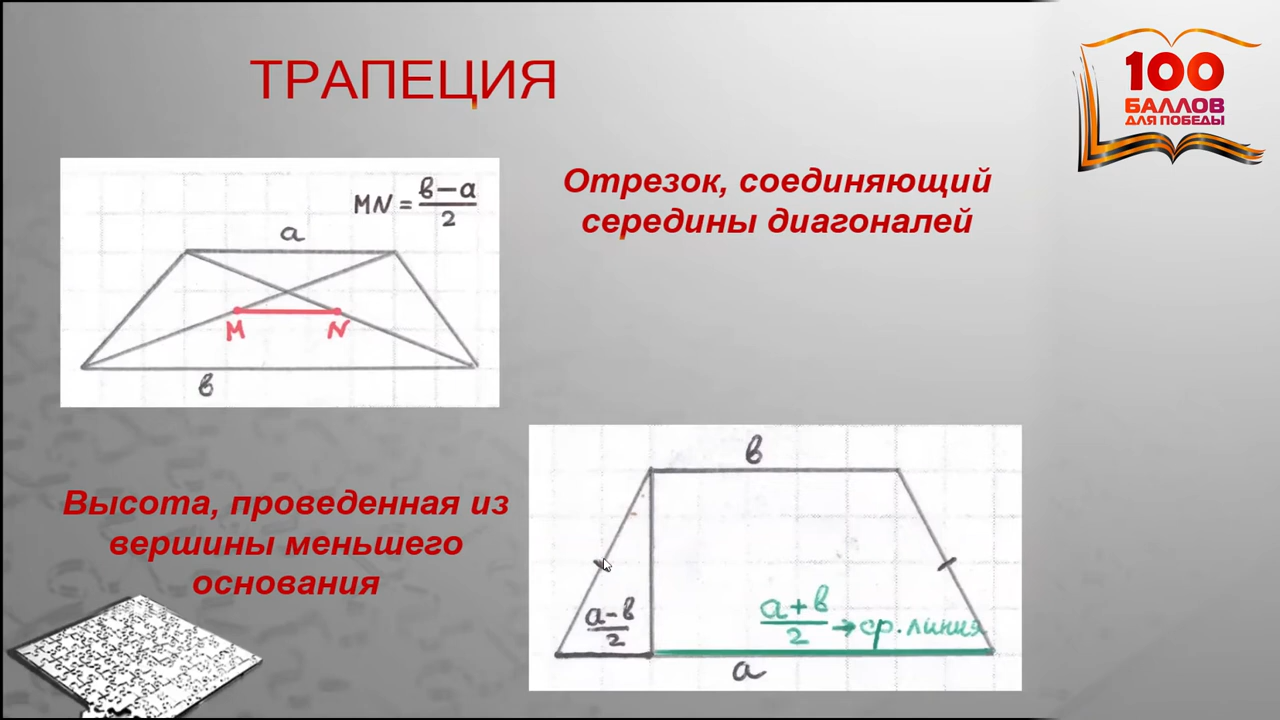 ТРАПЕЦИЯ
100
БАЛЛОВ
ДЛЯ ПОБЕДЫ
MN = в-а/2
а
M N
в
Отрезок, соединяющий
середины диагоналей
Высота, проведенная из
вершины меньшего
основания
в
а-в/2
а+в/2 → ср. линия
а